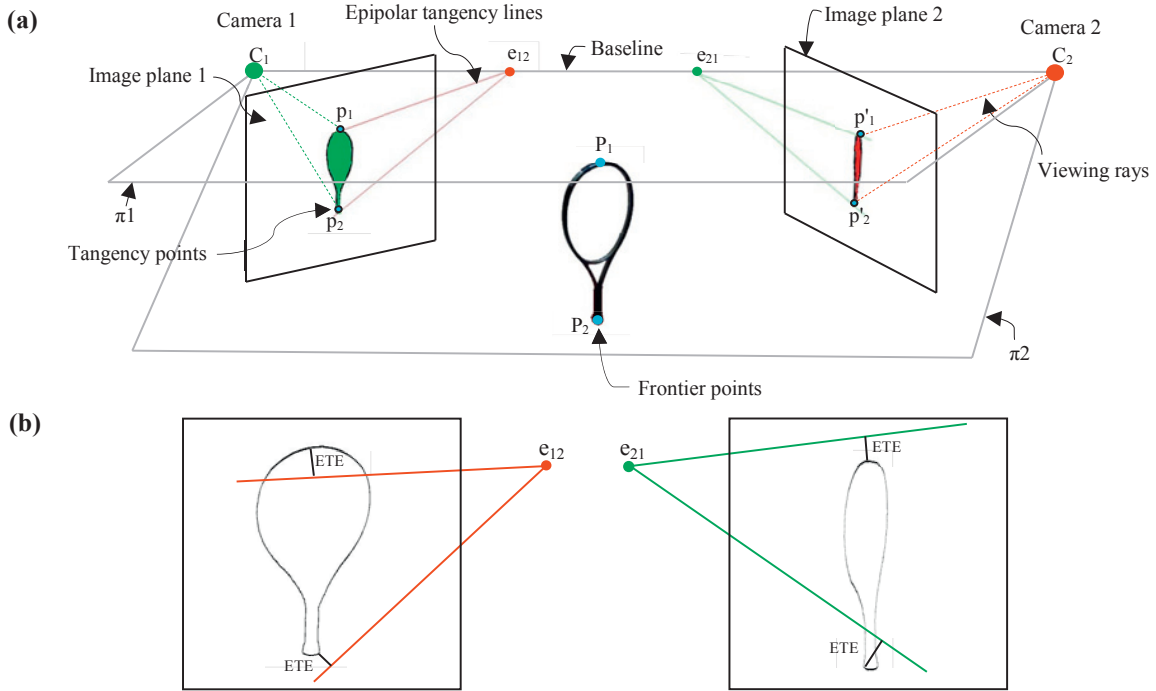 (a)
Camera 1
Epipolar tangency lines
Image plane 2
Camera 2
C₁
e₁₂
Baseline
e₂₁
C₂
Image plane 1
p₁
p'₁
P₁
Viewing rays
π1
p₂
p'₂
Tangency points
P₂
π2
Frontier points
(b)
ETE
e₁₂
e₂₁
ETE
ETE
ETE